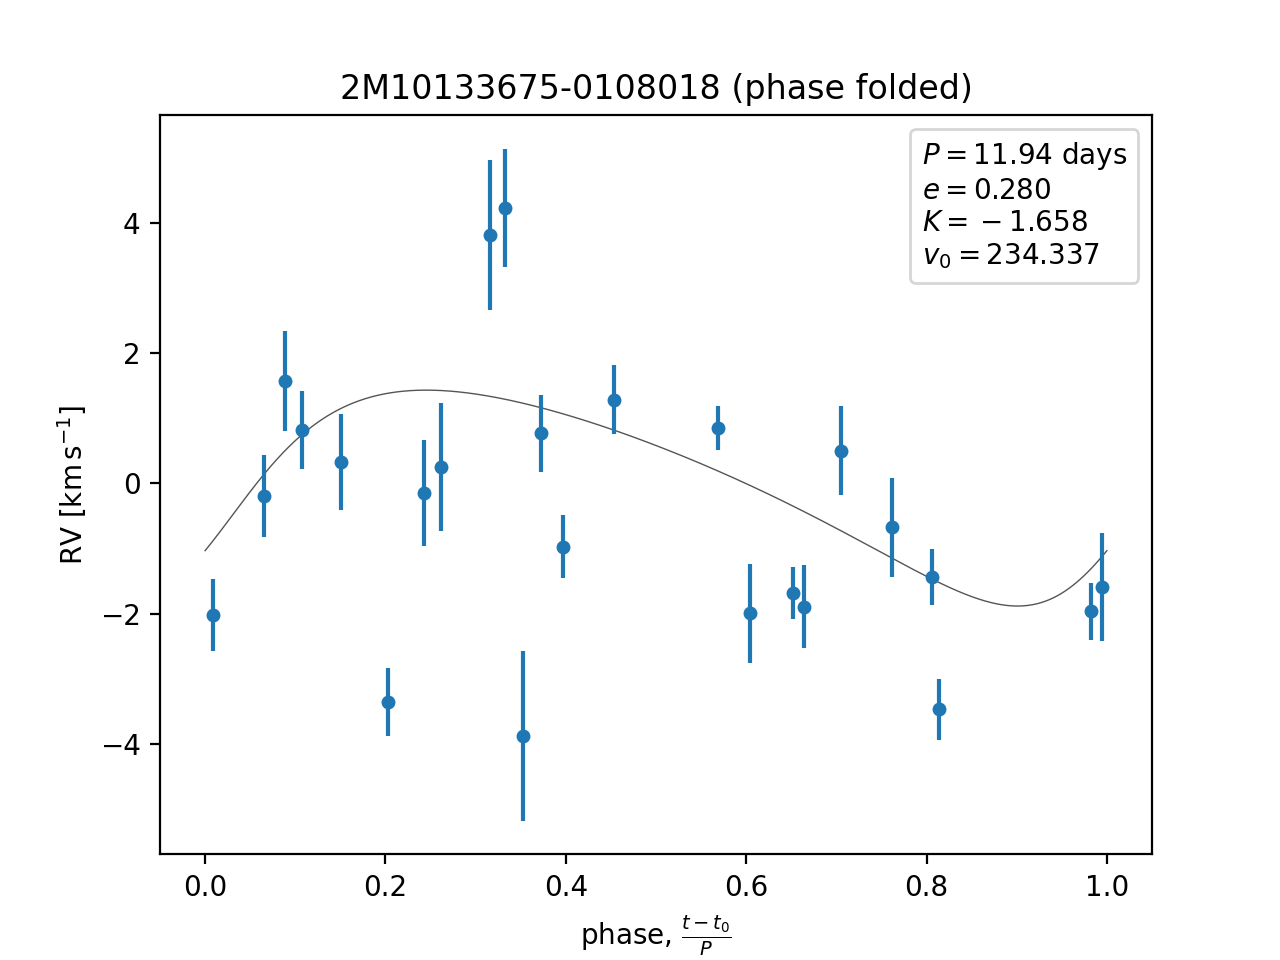 2M10133675-0108018 (phase folded)
P = 11.94 days
e = 0.280
K = −1.658
v₀ = 234.337
RV [km s⁻¹]
4
2
0
−2
−4
0.0 0.2 0.4 0.6 0.8 1.0
phase, (t − t₀)/P